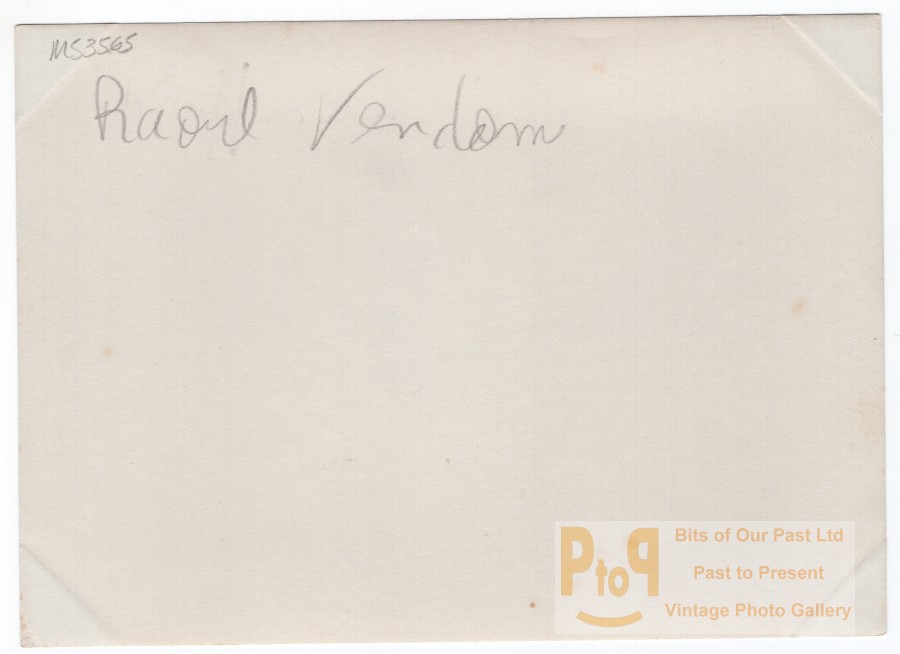 MS3565
Raoul Vendom
PtoP
Bits of Our Past Ltd
Past to Present
Vintage Photo Gallery